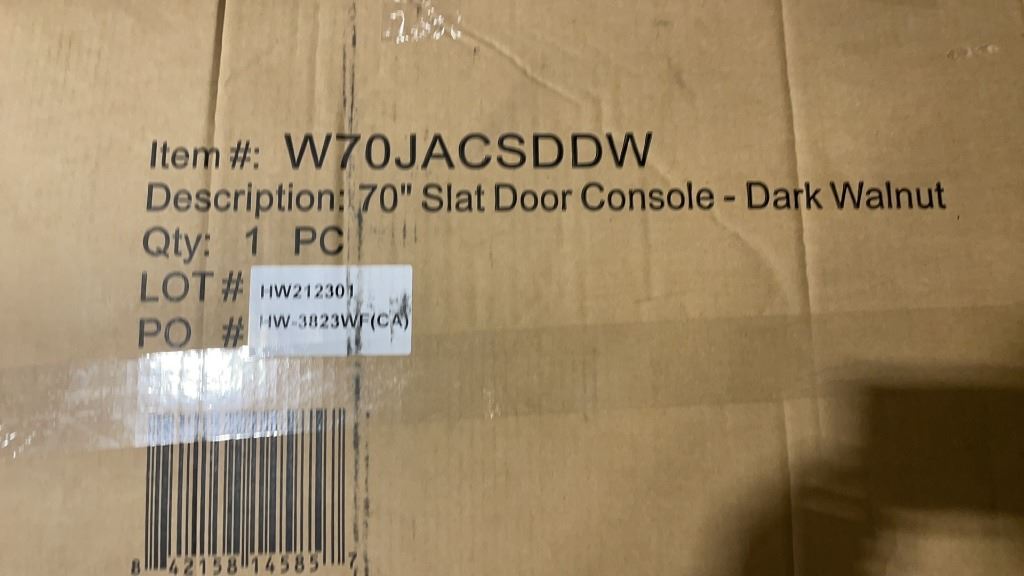 Item #: W70JACSDDW
Description: 70" Slat Door Console - Dark Walnut
Qty: 1 PC
LOT # HW212301
PO # HW-3823WF(CA)
8 42158 14585 7